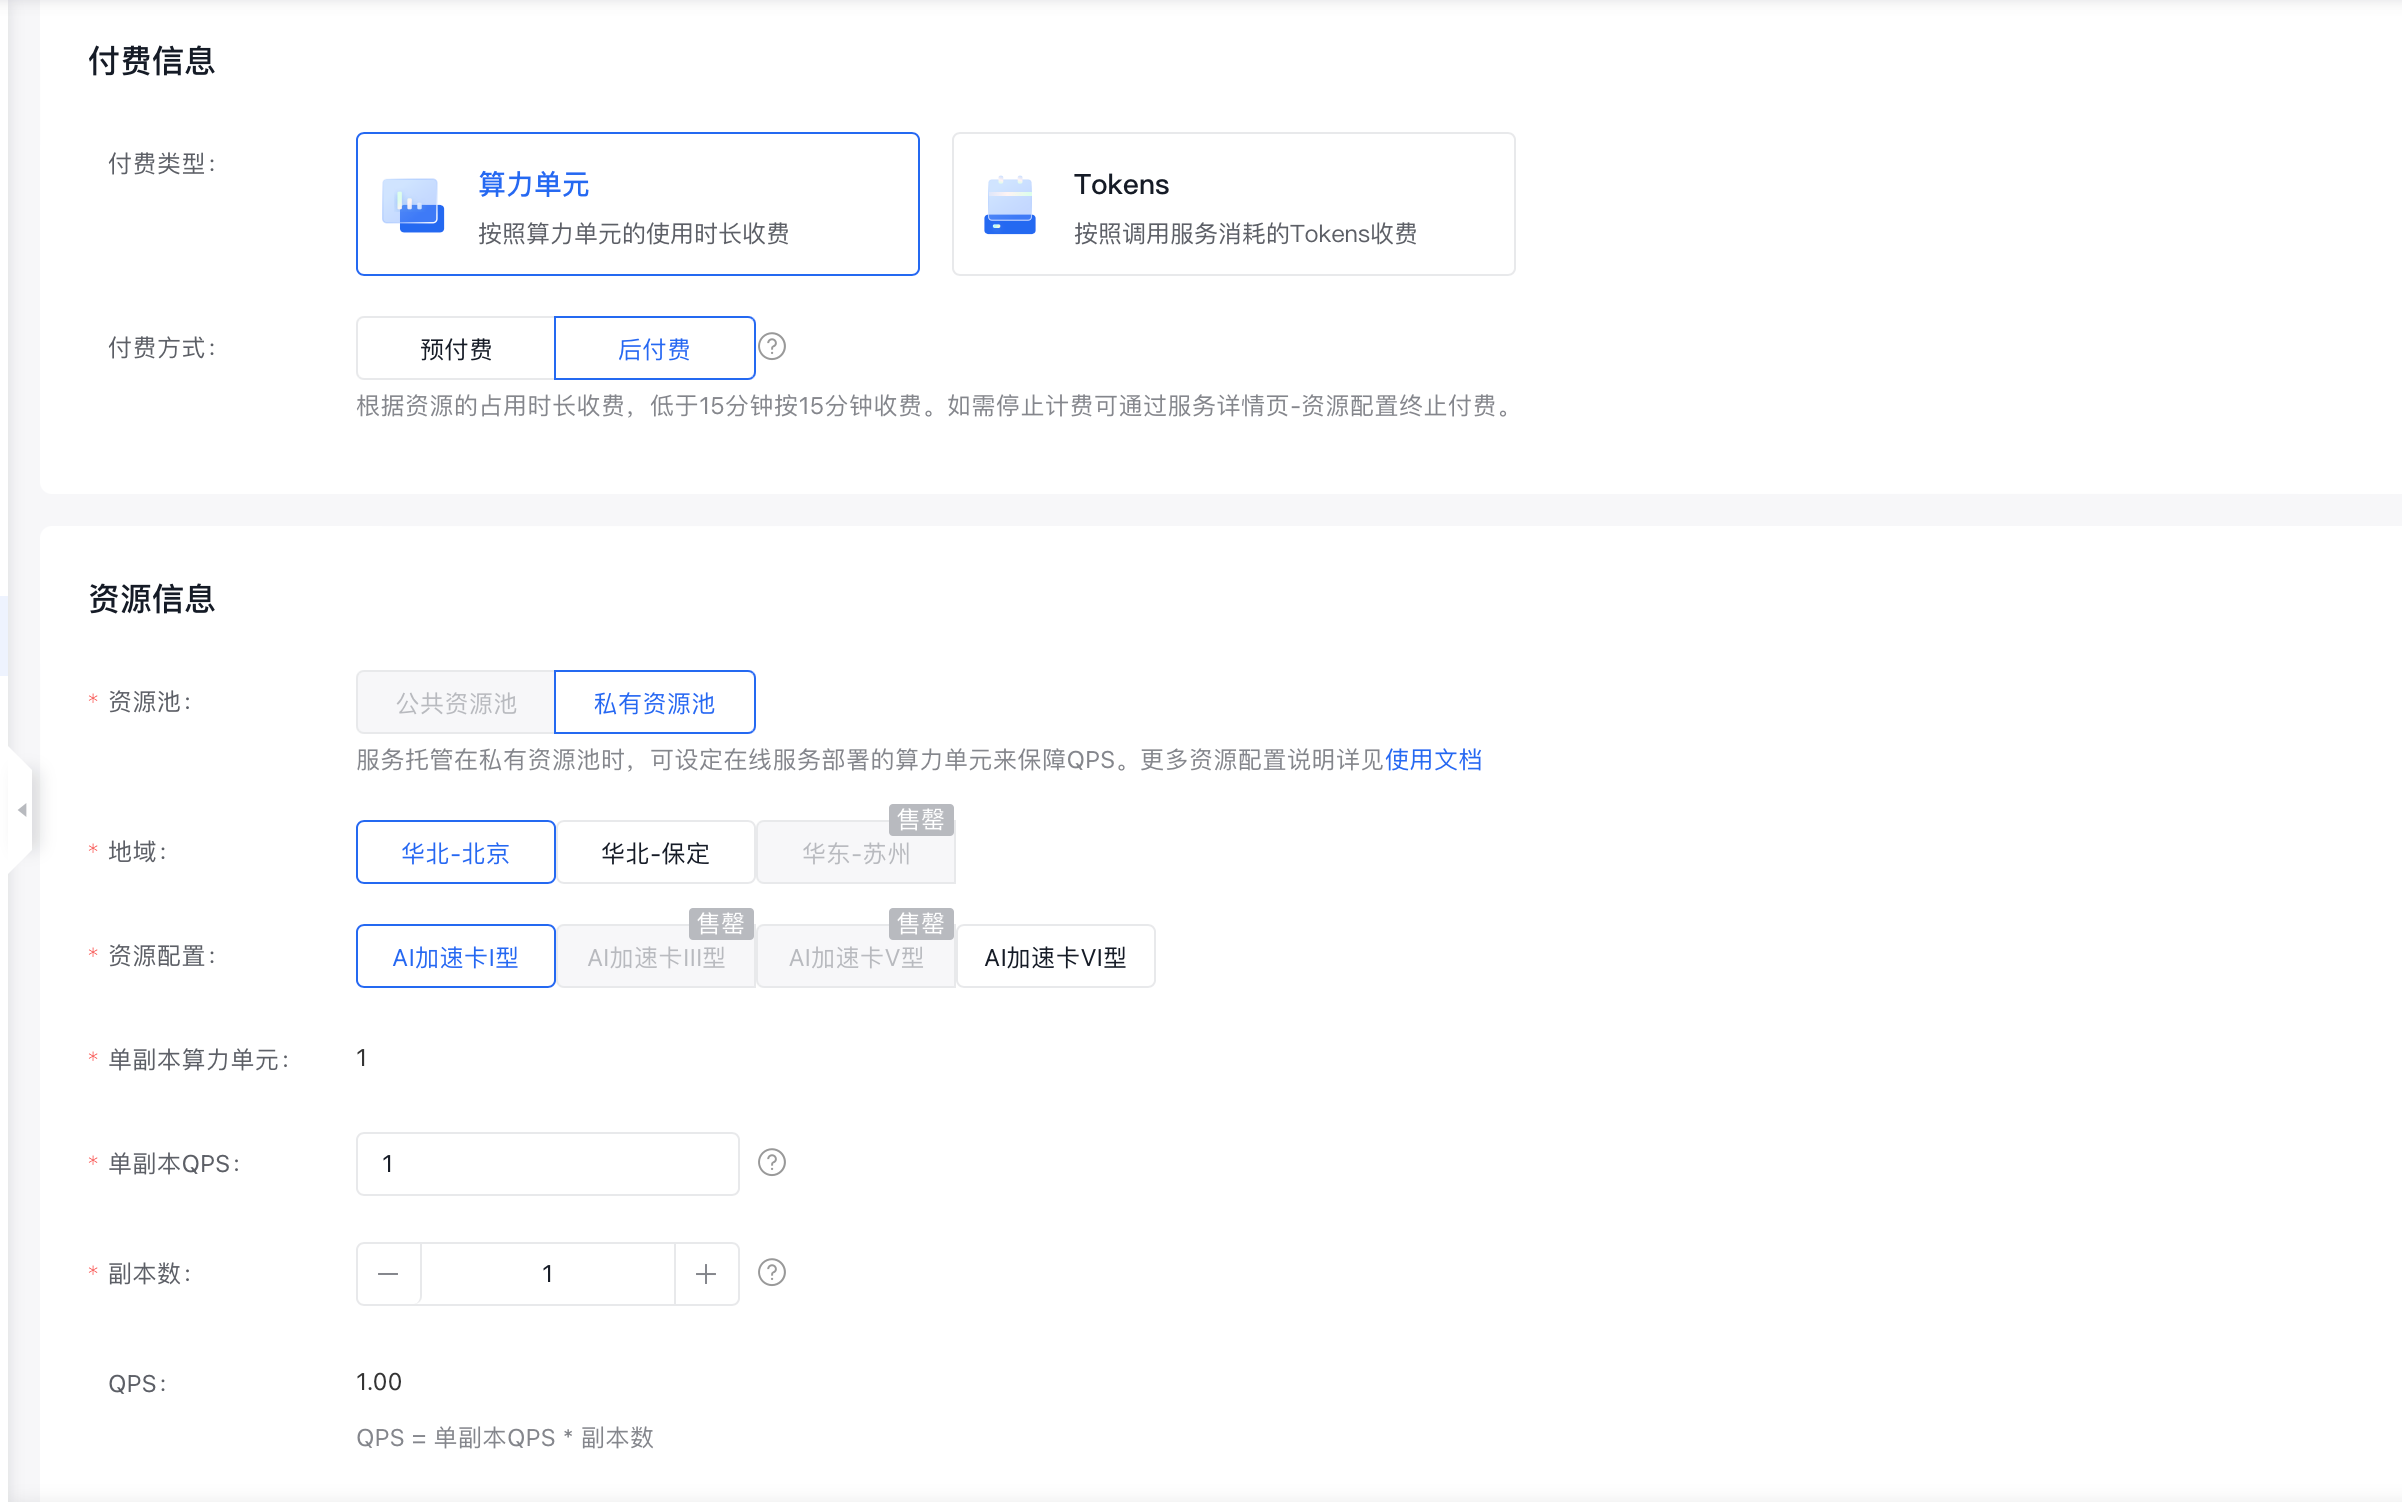 付费信息
付费类型：
算力单元
按照算力单元的使用时长收费
Tokens
按照调用服务消耗的Tokens收费
付费方式：
预付费
后付费
?
根据资源的占用时长收费，低于15分钟按15分钟收费。如需停止计费可通过服务详情页-资源配置终止付费。
资源信息
* 资源池：
公共资源池
私有资源池
服务托管在私有资源池时，可设定在线服务部署的算力单元来保障QPS。更多资源配置说明详见使用文档
* 地域：
华北-北京
华北-保定
华东-苏州
售罄
* 资源配置：
AI加速卡I型
AI加速卡III型
售罄
AI加速卡V型
售罄
AI加速卡VI型
* 单副本算力单元：
1
* 单副本QPS：
1
?
* 副本数：
— 1 +
?
QPS：
1.00
QPS = 单副本QPS * 副本数